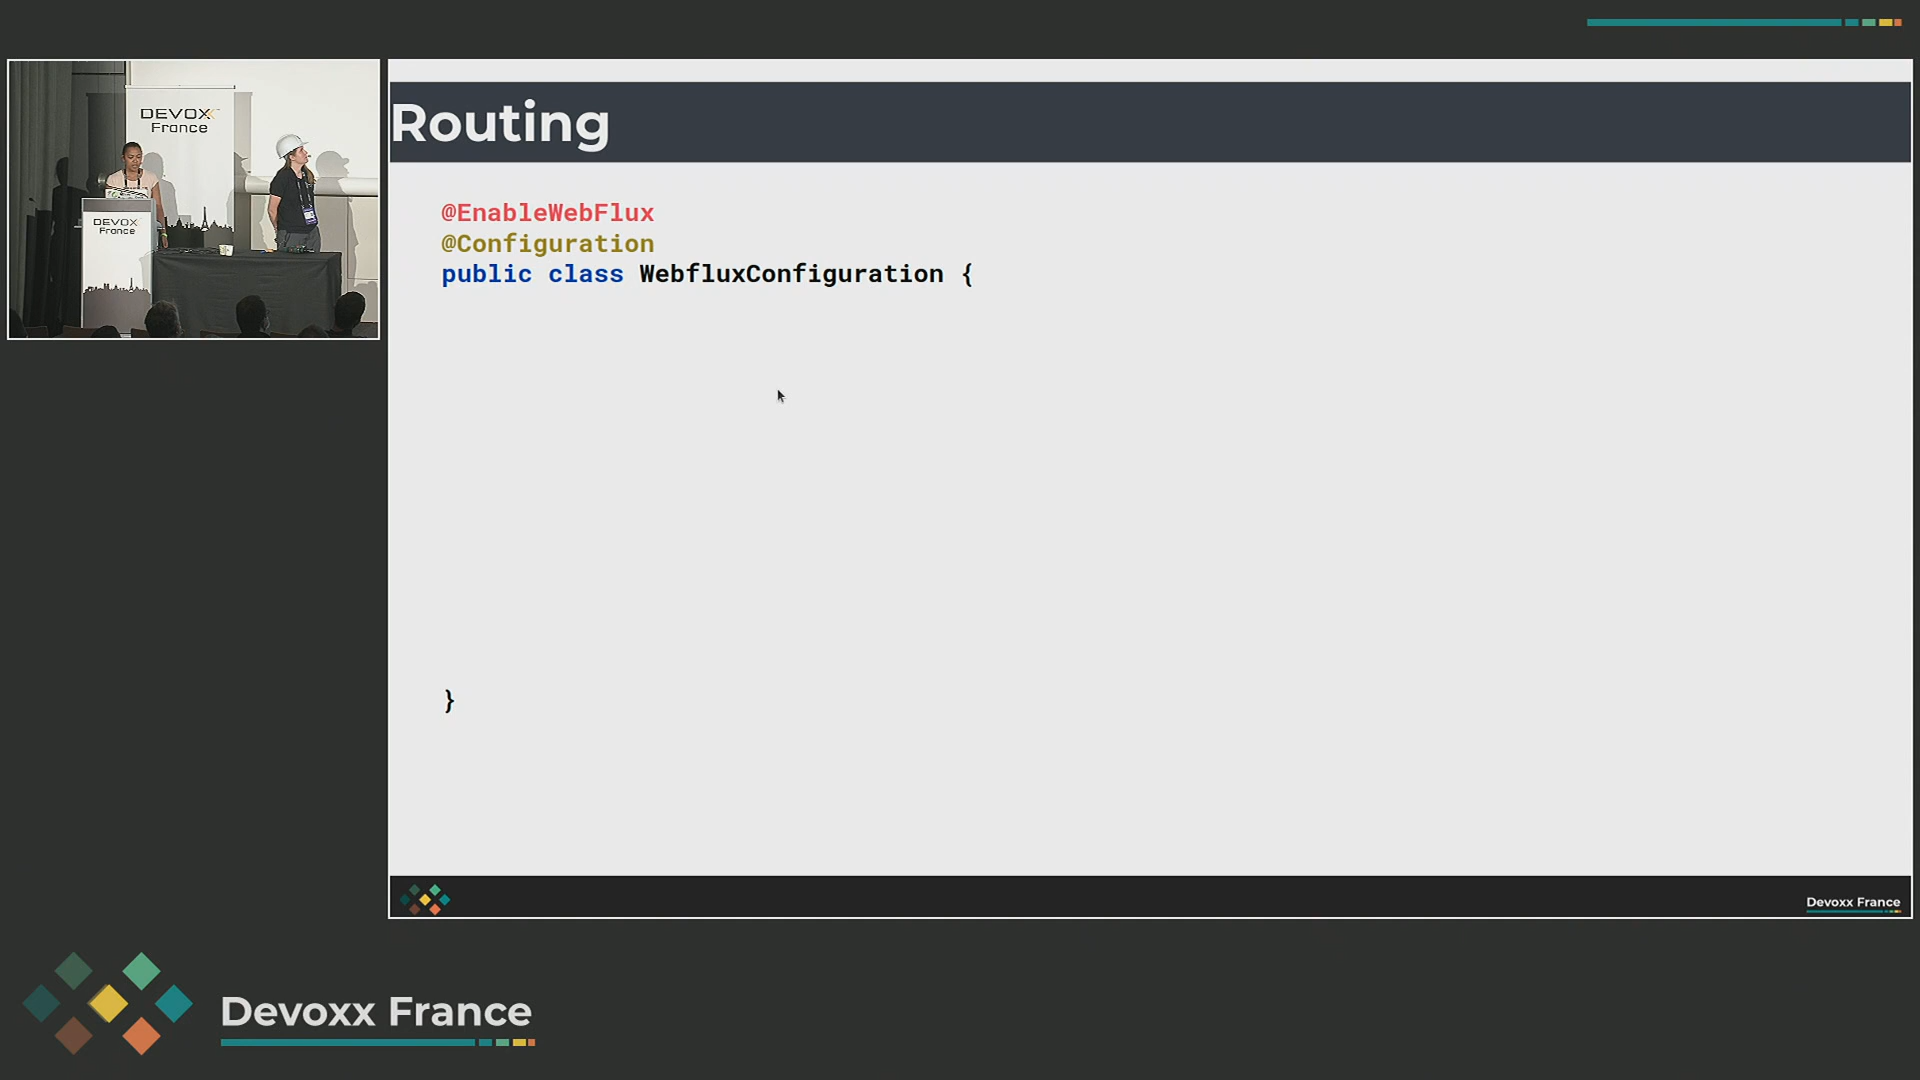 DEVOXX
France
DEVOXX
France
Routing
@EnableWebFlux
@Configuration
public class WebfluxConfiguration {
}
Devoxx France
Devoxx France